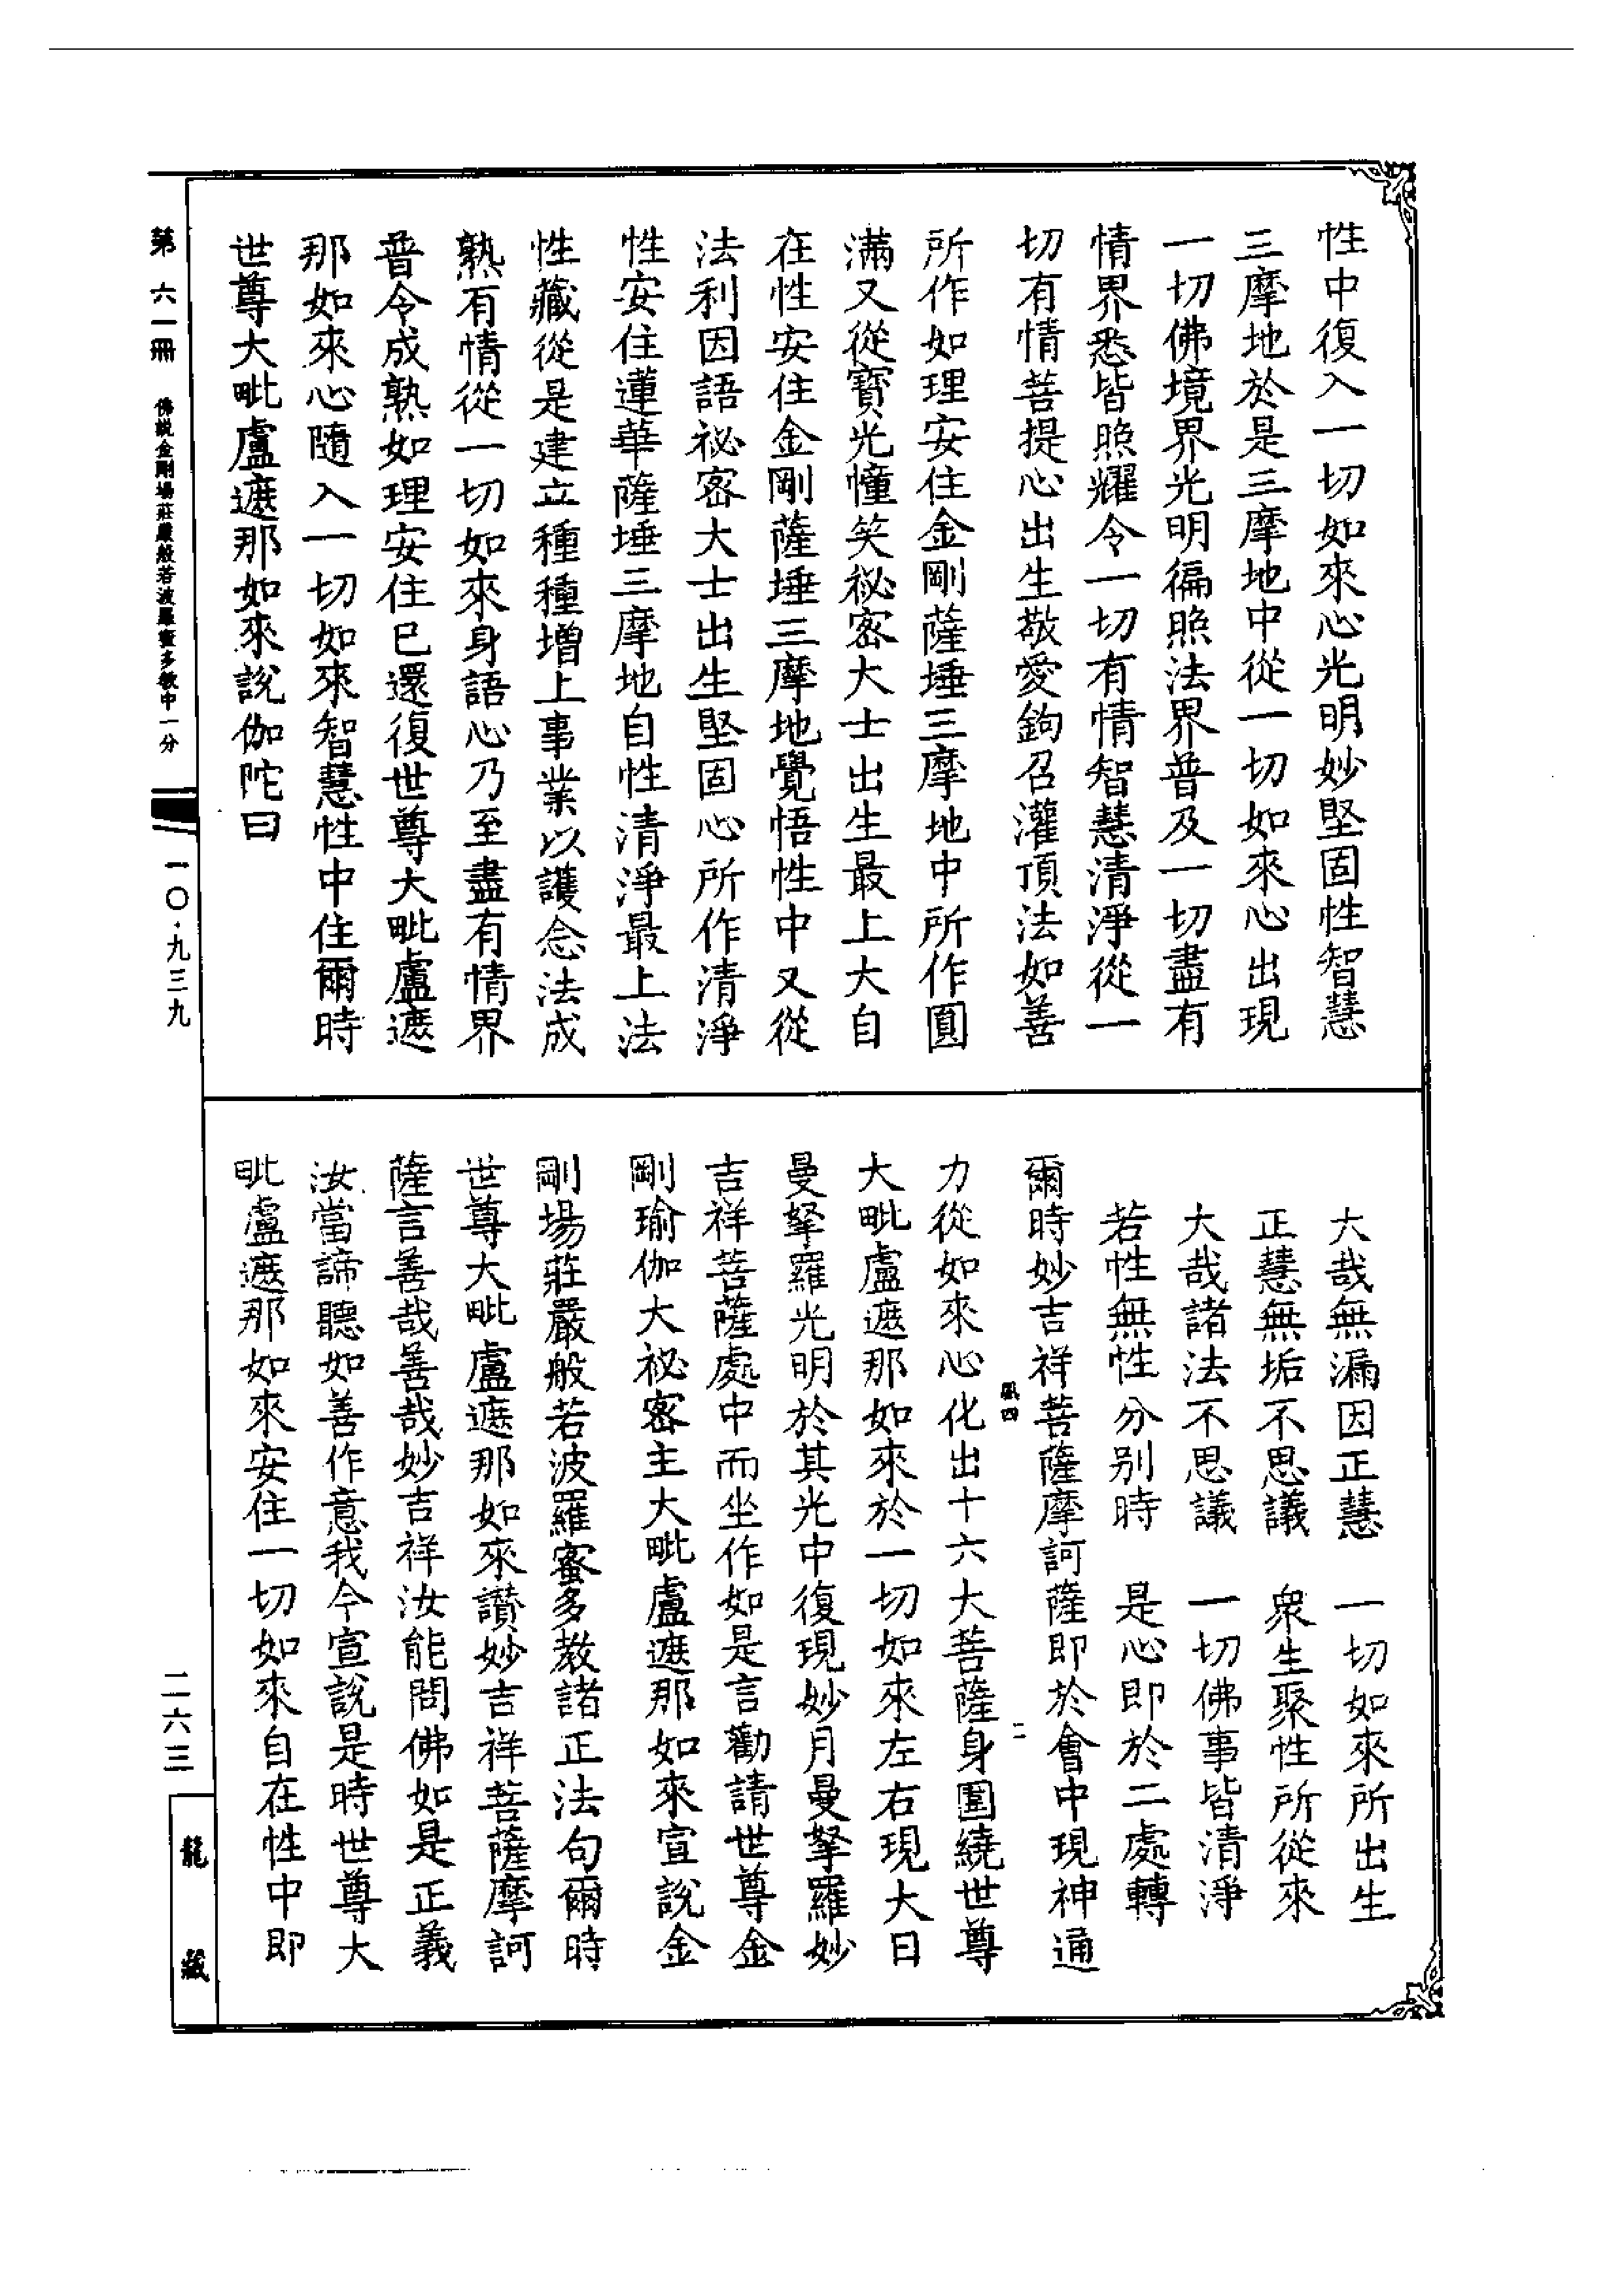 性中復入一切如來心光明妙堅固性智慧
三摩地於是三摩地中從一切如來心出現
一切佛境界光明徧照法界普及一切盡有
情界悉皆照耀令一切有情智慧清淨從一
切有情菩提心出生敬愛鉤召灌頂法如善
所作如理安住金剛薩埵三摩地中所作圓
滿又從寶光幢笑祕密大士出生最上大自
在性安住金剛薩埵三摩地覺悟性中又從
法利因語祕密大士出生堅固心所作清淨
性安住蓮華薩埵三摩地自性清淨最上法
性藏從是建立種種增上事業以護念法成
熟有情從一切如來身語心乃至盡有情界
普令成熟如理安住已還復世尊大毗盧遮
那如來心隨入一切如來智慧性中住爾時
世尊大毗盧遮那如來說伽陀曰
大哉無漏因正慧　一切如來所出生
正慧無垢不思議　衆生聚性所從來
大哉諸法不思議　一切佛事皆清淨
若性無性分別時　是心即於二處轉
爾時妙吉祥菩薩摩訶薩即於會中現神通
鳳四　二
力從如來心化出十六大菩薩身圍繞世尊
大毗盧遮那如來於一切如來左右現大日
曼拏羅光明於其光中復現妙月曼拏羅妙
吉祥菩薩處中而坐作如是言勸請世尊金
剛瑜伽大祕密主大毗盧遮那如來宣說金
剛場莊嚴般若波羅蜜多教諸正法句爾時
世尊大毗盧遮那如來讚妙吉祥菩薩摩訶
薩言善哉善哉妙吉祥汝能問佛如是正義
汝當諦聽如善作意我今宣說是時世尊大
毗盧遮那如來安住一切如來自在性中即
第六一冊　佛說金剛場莊嚴般若波羅蜜多教中一分
一〇·九三九
二六三
龍藏